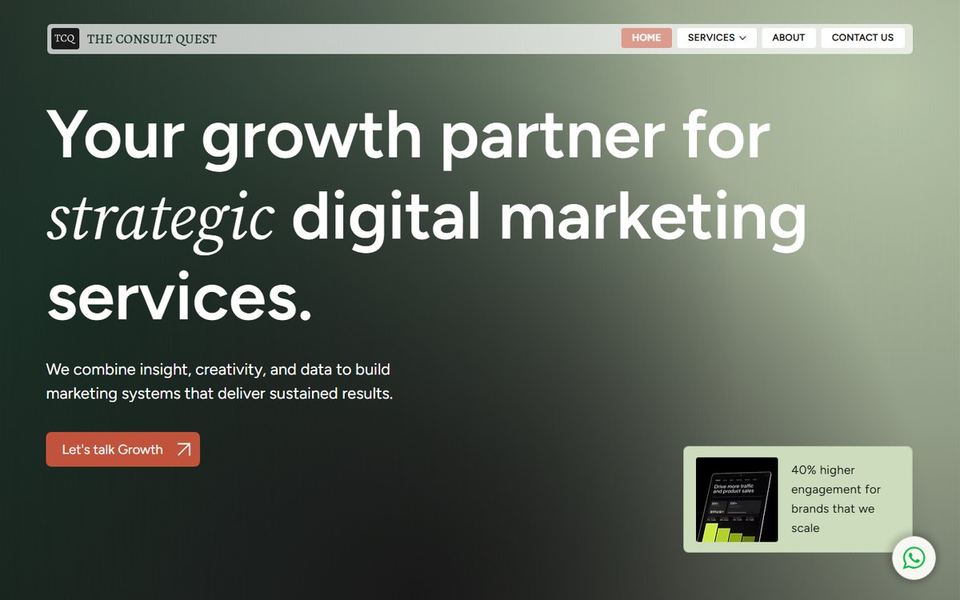 TCQ THE CONSULT QUEST
HOME SERVICES ABOUT CONTACT US
Your growth partner for
strategic digital marketing
services.
We combine insight, creativity, and data to build
marketing systems that deliver sustained results.
Let's talk Growth
Drive more traffic
and product sales
40% higher
engagement for
brands that we
scale